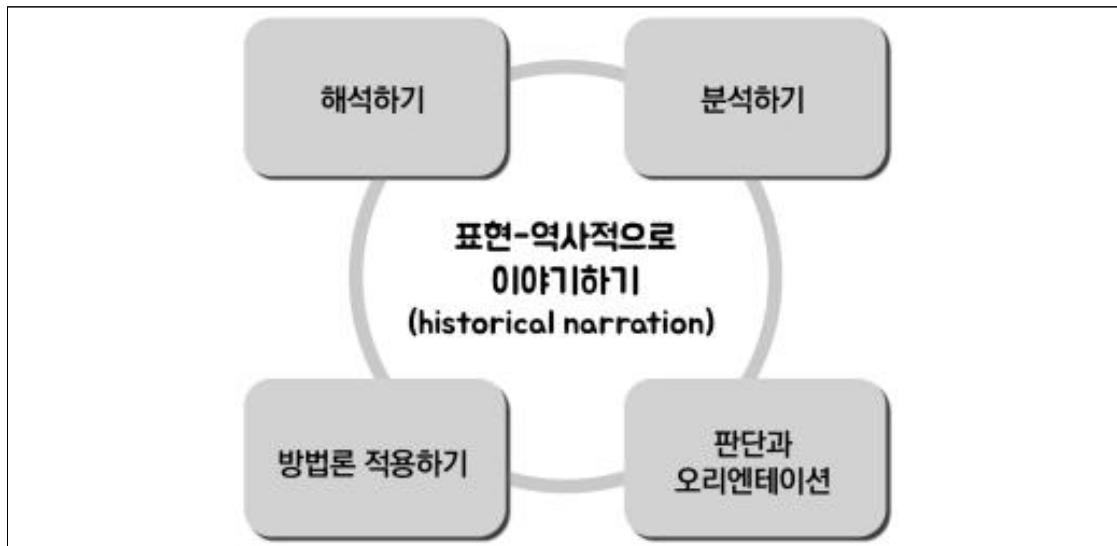 해석하기
분석하기
표현-역사적으로
이야기하기
(historical narration)
방법론 적용하기
판단과
오리엔테이션